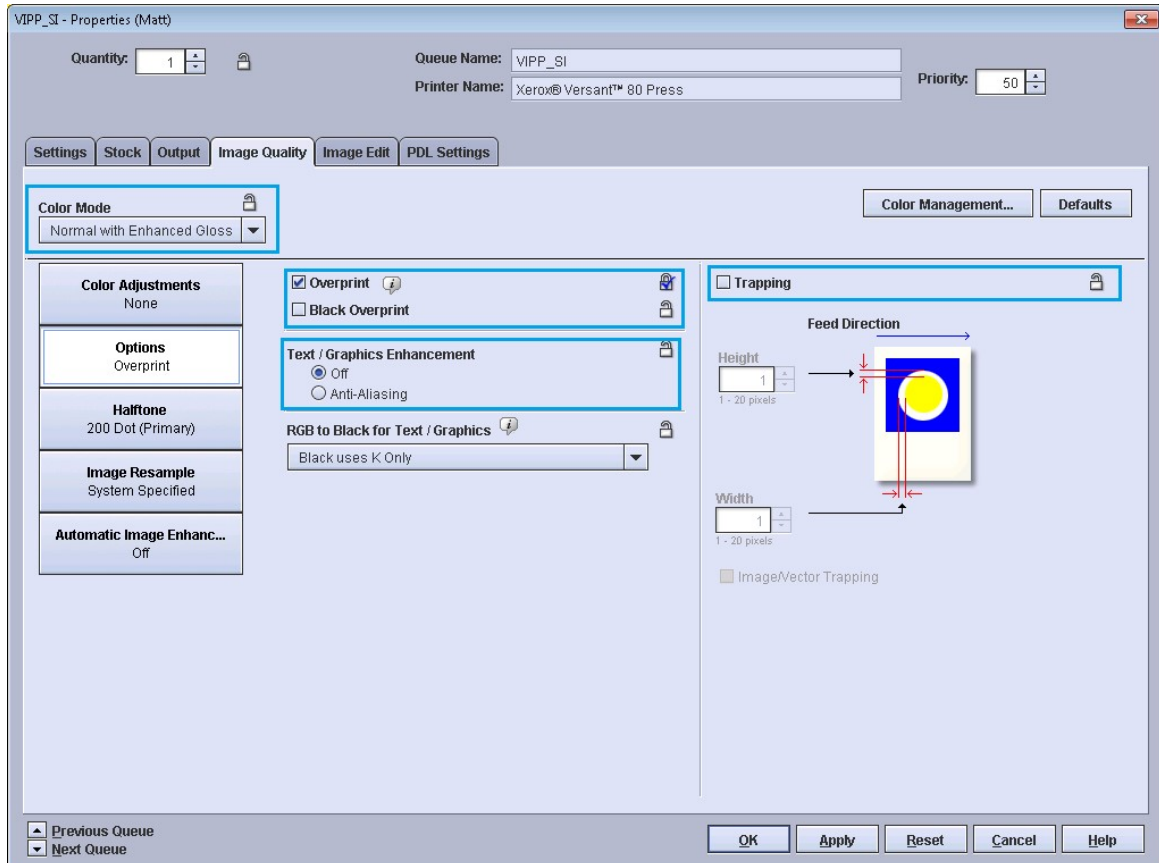 VIPP_SI - Properties (Matt)
Quantity: 1
Queue Name: VIPP_SI
Printer Name: Xerox® Versant™ 80 Press
Priority: 50
Settings Stock Output Image Quality Image Edit PDL Settings
Color Mode
Normal with Enhanced Gloss
Color Management... Defaults
Color Adjustments
None
Options
Overprint
Halftone
200 Dot (Primary)
Image Resample
System Specified
Automatic Image Enhanc...
Off
Overprint
Black Overprint
Text / Graphics Enhancement
Off
Anti-Aliasing
RGB to Black for Text / Graphics
Black uses K Only
Trapping
Feed Direction
Height
1
1 - 20 pixels
Width
1
1 - 20 pixels
Image/Vector Trapping
Previous Queue
Next Queue
OK Apply Reset Cancel Help